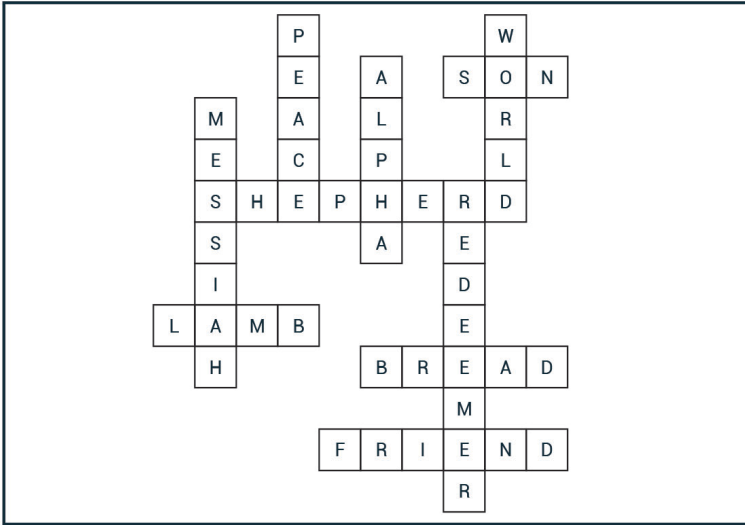 P W
E A S O N
M A L R
E C P L
S H E P H E R D
S A E
I D
L A M B E
H B R E A D
M
F R I E N D
R